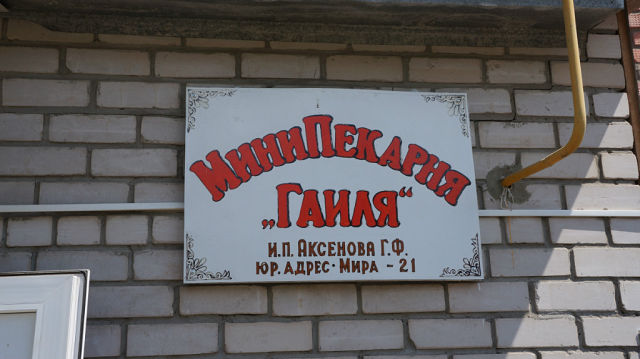 МиниПекарня
„Гаиля“
И.П. Аксенова Г.Ф.
юр. адрес·Мира - 21